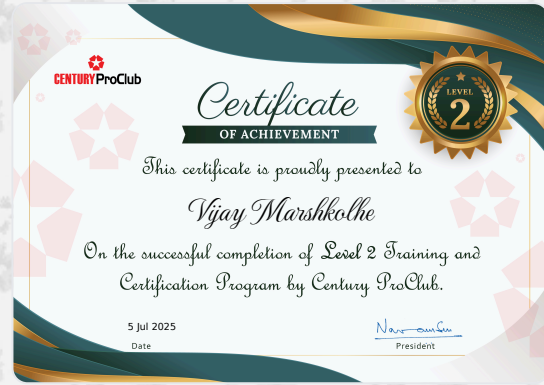 CENTURY ProClub
Certificate
OF ACHIEVEMENT
LEVEL
2
This certificate is proudly presented to
Vijay Marshkolhe
On the successful completion of Level 2 Training and
Certification Program by Century ProClub.
5 Jul 2025
Date
President